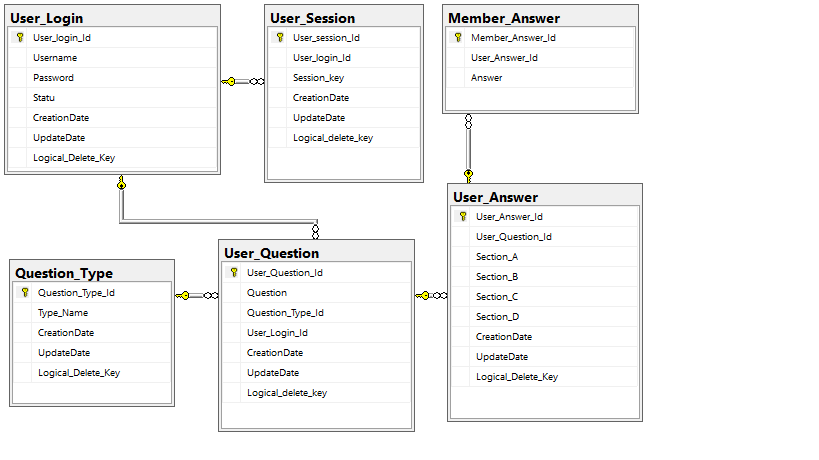 User_Login
User_login_Id
Username
Password
Statu
CreationDate
UpdateDate
Logical_Delete_Key
User_Session
User_session_Id
User_login_Id
Session_key
CreationDate
UpdateDate
Logical_delete_key
Member_Answer
Member_Answer_Id
User_Answer_Id
Answer
Question_Type
Question_Type_Id
Type_Name
CreationDate
UpdateDate
Logical_Delete_Key
User_Question
User_Question_Id
Question
Question_Type_Id
User_Login_Id
CreationDate
UpdateDate
Logical_delete_key
User_Answer
User_Answer_Id
User_Question_Id
Section_A
Section_B
Section_C
Section_D
CreationDate
UpdateDate
Logical_Delete_Key